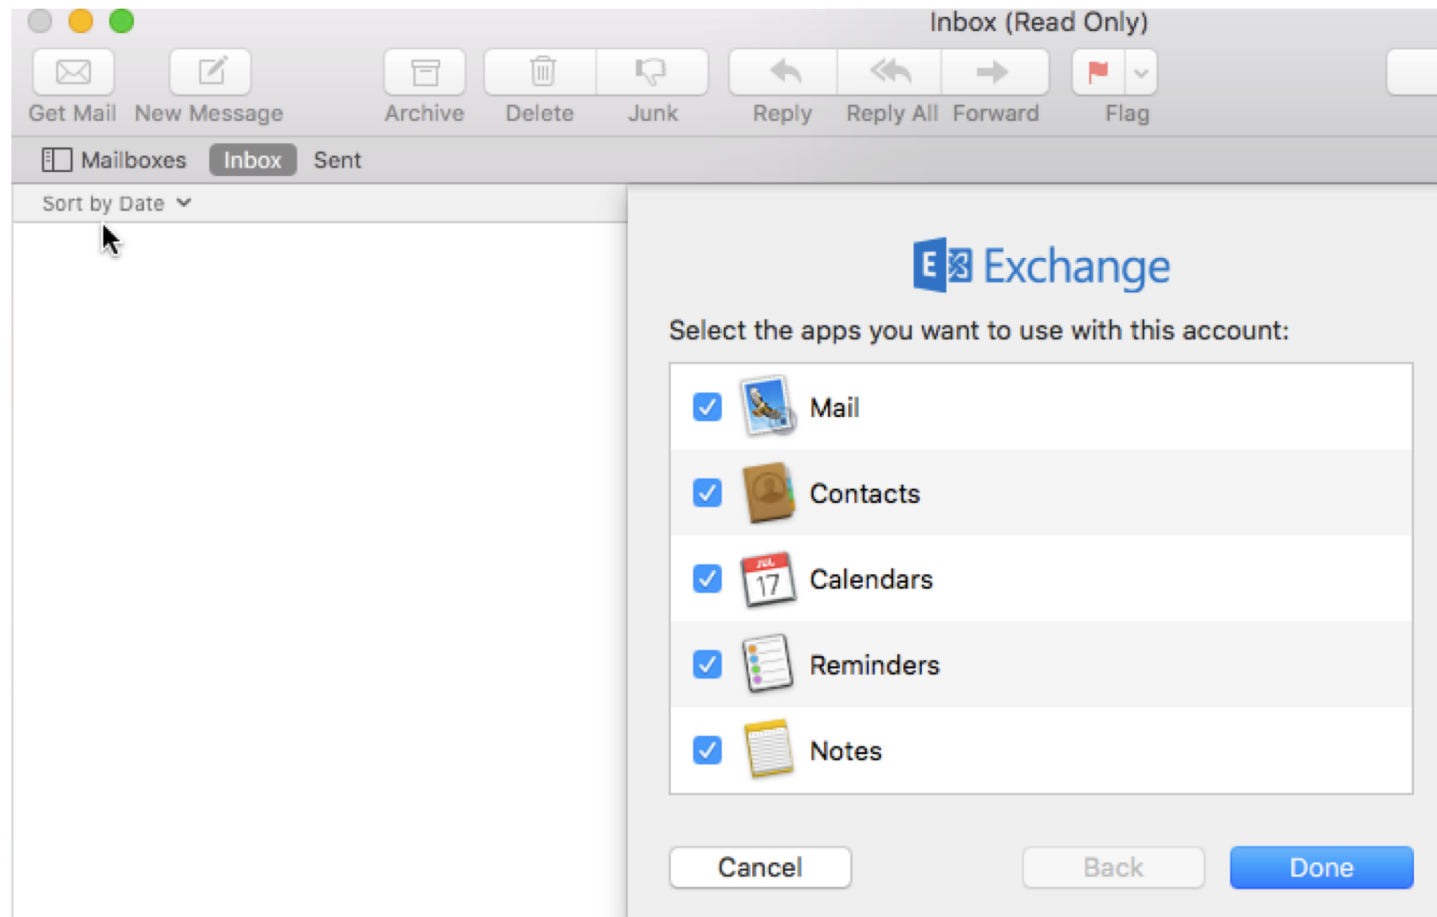 Inbox (Read Only)
Get Mail New Message Archive Delete Junk Reply Reply All Forward Flag
Mailboxes Inbox Sent
Sort by Date
E Exchange
Select the apps you want to use with this account:
Mail
Contacts
JUL
17
Calendars
Reminders
Notes
Cancel Back Done